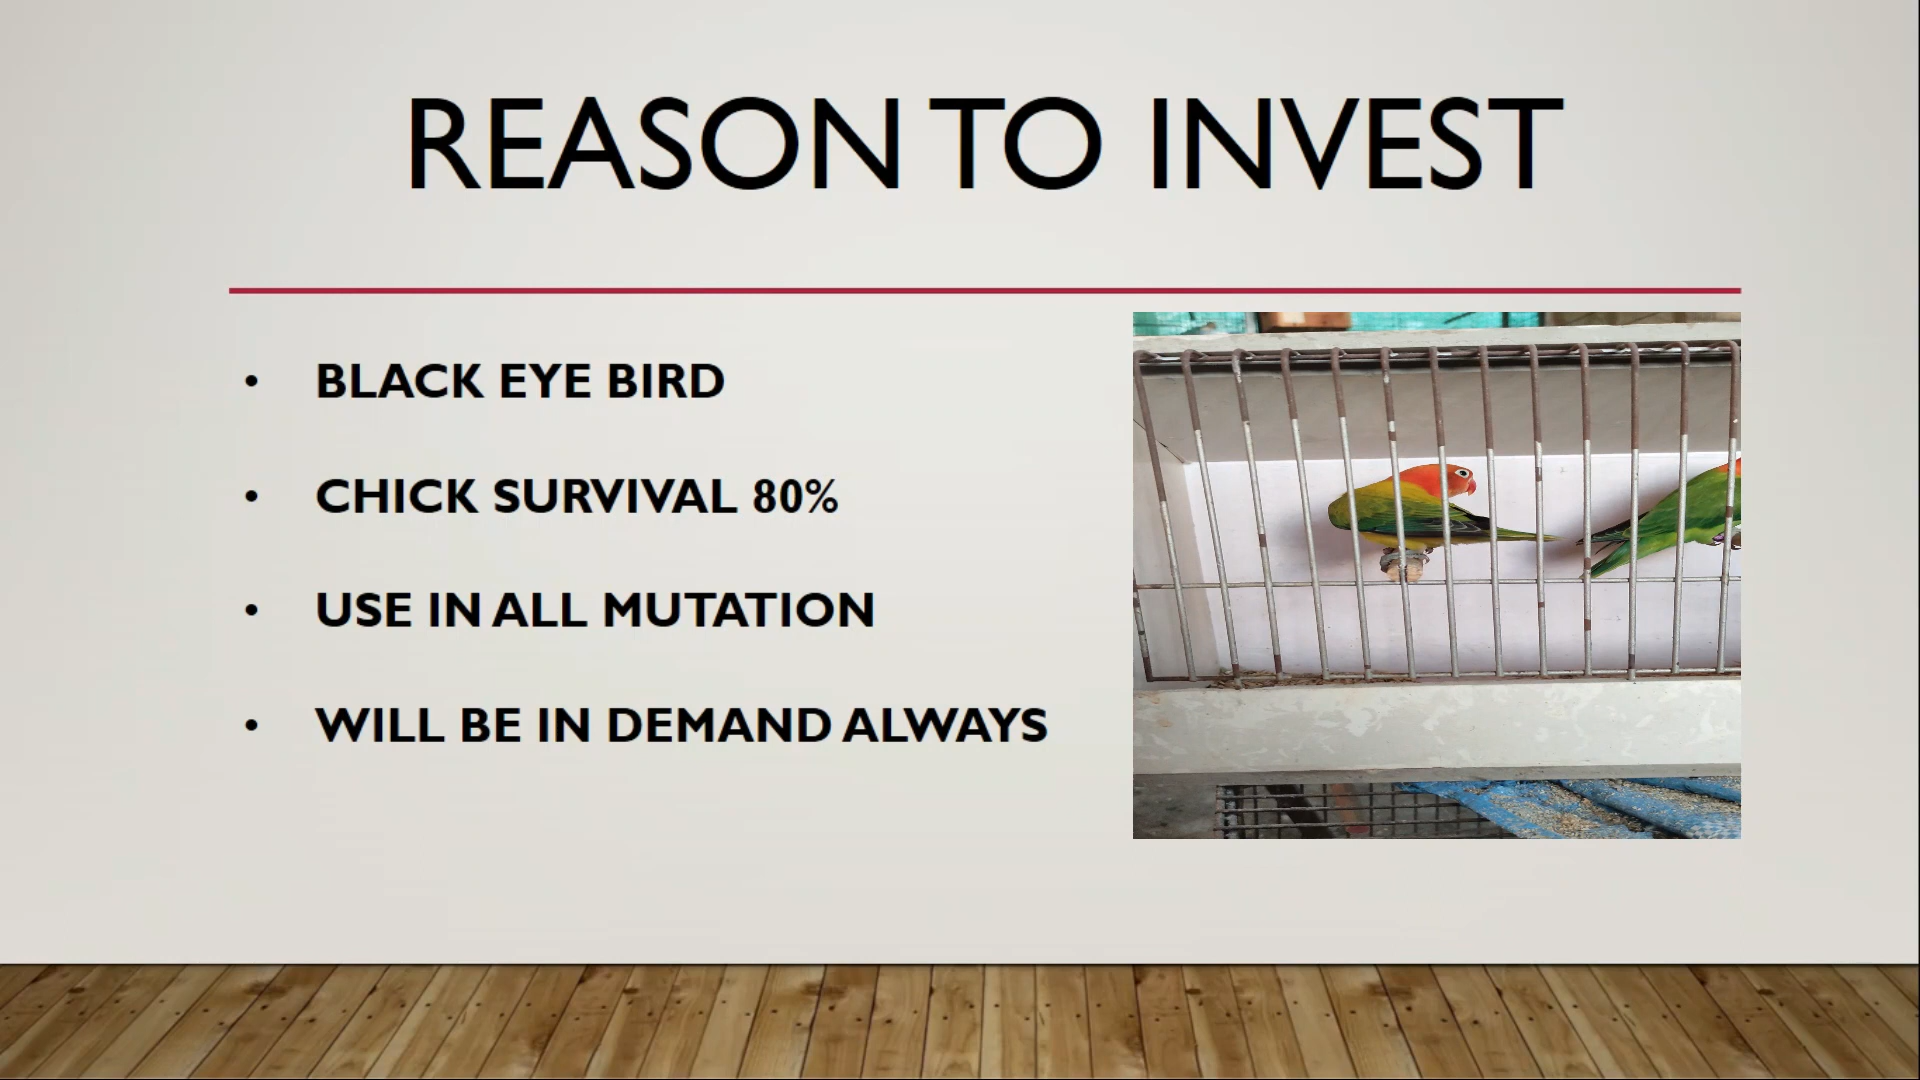 REASON TO INVEST
• BLACK EYE BIRD
• CHICK SURVIVAL 80%
• USE IN ALL MUTATION
• WILL BE IN DEMAND ALWAYS